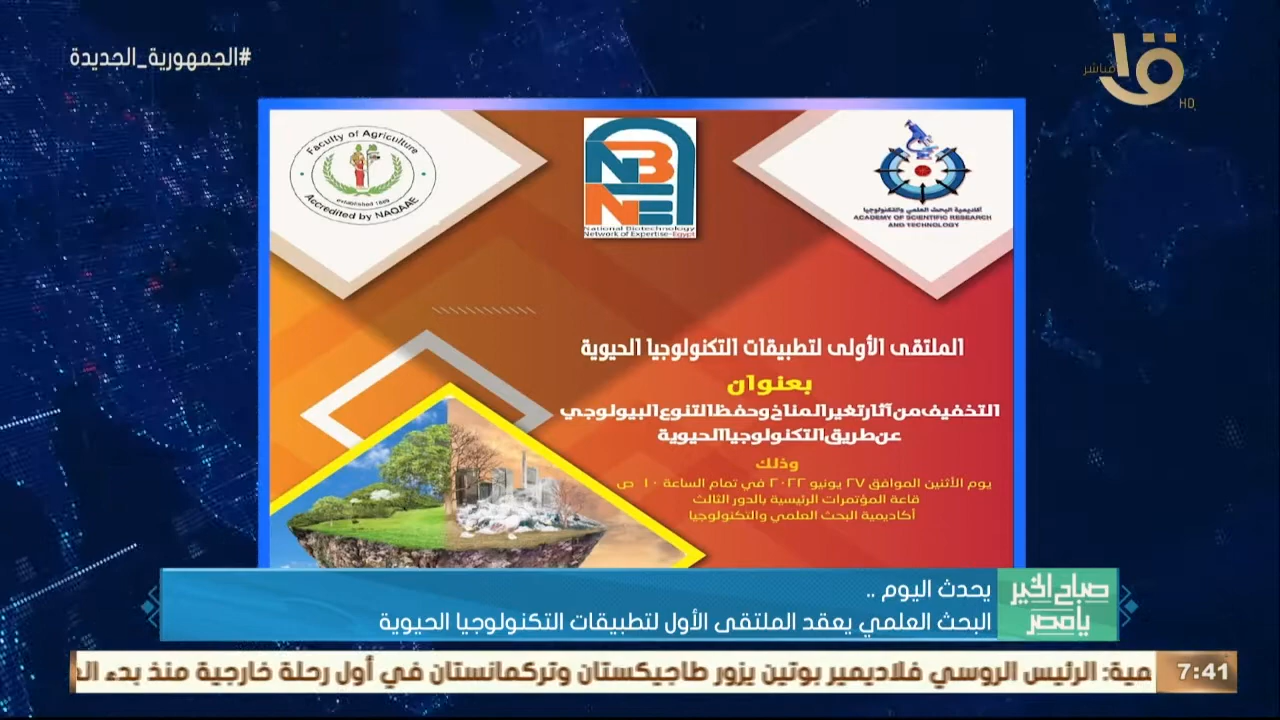 #الجمهورية_الجديدة
مباشر
HD
Faculty of Agriculture
established 1889
Accredited by NAQAAE
NB
NE
National Biotechnology
Network of Expertise-Egypt
أكاديمية البحث العلمي والتكنولوجيا
ACADEMY OF SCIENTIFIC RESEARCH
AND TECHNOLOGY
الملتقى الأولى لتطبيقات التكنولوجيا الحيوية
بعنوان
التخفيف من آثار تغير المناخ وحفظ التنوع البيولوجي
عن طريق التكنولوجيا الحيوية
وذلك
يوم الأثنين الموافق ٢٧ يونيو ٢٠٢٢ في تمام الساعة ١٠ ص
قاعة المؤتمرات الرئيسية بالدور الثالث
أكاديمية البحث العلمي والتكنولوجيا
صباح الخير
يا مصر
يحدث اليوم ..
البحث العلمي يعقد الملتقى الأول لتطبيقات التكنولوجيا الحيوية
7:41
مية: الرئيس الروسي فلاديمير بوتين يزور طاجيكستان وتركمانستان في أول رحلة خارجية منذ بدء ال